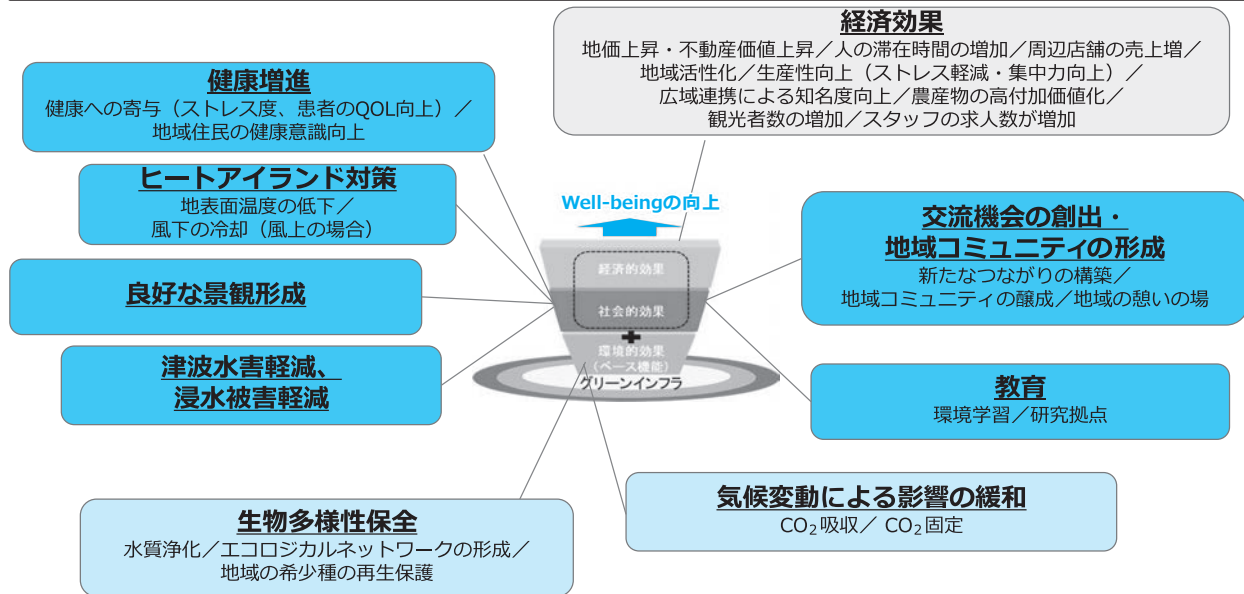 経済効果
地価上昇・不動産価値上昇／人の滞在時間の増加／周辺店舗の売上増／
地域活性化／生産性向上（ストレス軽減・集中力向上）／
広域連携による知名度向上／農産物の高付加価値化／
観光者数の増加／スタッフの求人数が増加
健康増進
健康への寄与（ストレス度、患者のQOL向上）／
地域住民の健康意識向上
ヒートアイランド対策
地表面温度の低下／
風下の冷却（風上の場合）
良好な景観形成
津波水害軽減、
浸水被害軽減
Well-beingの向上
経済的効果
社会的効果
＋
環境的効果
（ベース機能）
グリーンインフラ
交流機会の創出・
地域コミュニティの形成
新たなつながりの構築／
地域コミュニティの醸成／地域の憩いの場
教育
環境学習／研究拠点
生物多様性保全
水質浄化／エコロジカルネットワークの形成／
地域の希少種の再生保護
気候変動による影響の緩和
CO₂吸収／ CO₂固定